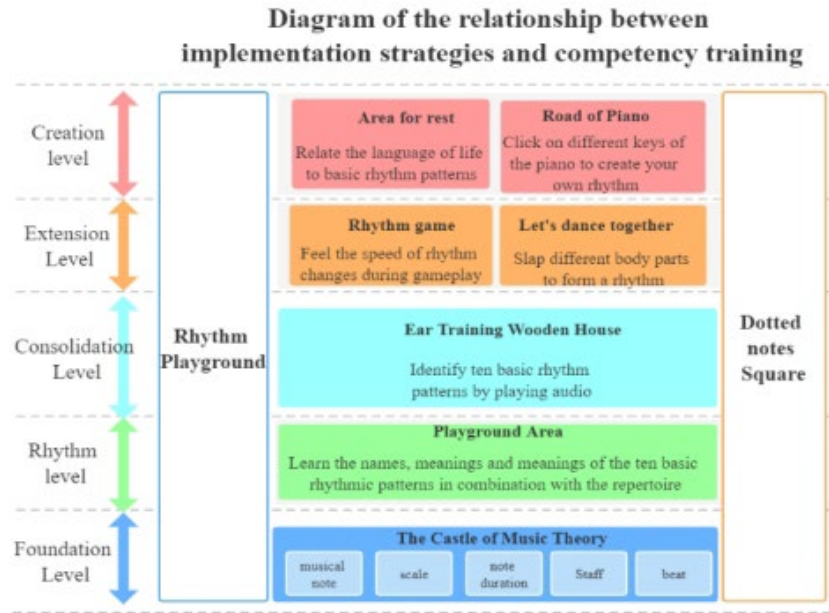 Diagram of the relationship between
implementation strategies and competency training
Creation
level
Area for rest
Relate the language of life
to basic rhythm patterns
Road of Piano
Click on different keys of
the piano to create your
own rhythm
Extension
Level
Rhythm game
Feel the speed of rhythm
changes during gameplay
Let's dance together
Slap different body parts
to form a rhythm
Rhythm
Playground
Consolidation
Level
Ear Training Wooden House
Identify ten basic rhythm
patterns by playing audio
Dotted
notes
Square
Rhythm
level
Playground Area
Learn the names, meanings and meanings of the ten basic
rhythmic patterns in combination with the repertoire
Foundation
Level
The Castle of Music Theory
musical
note
scale
note
duration
Staff
beat